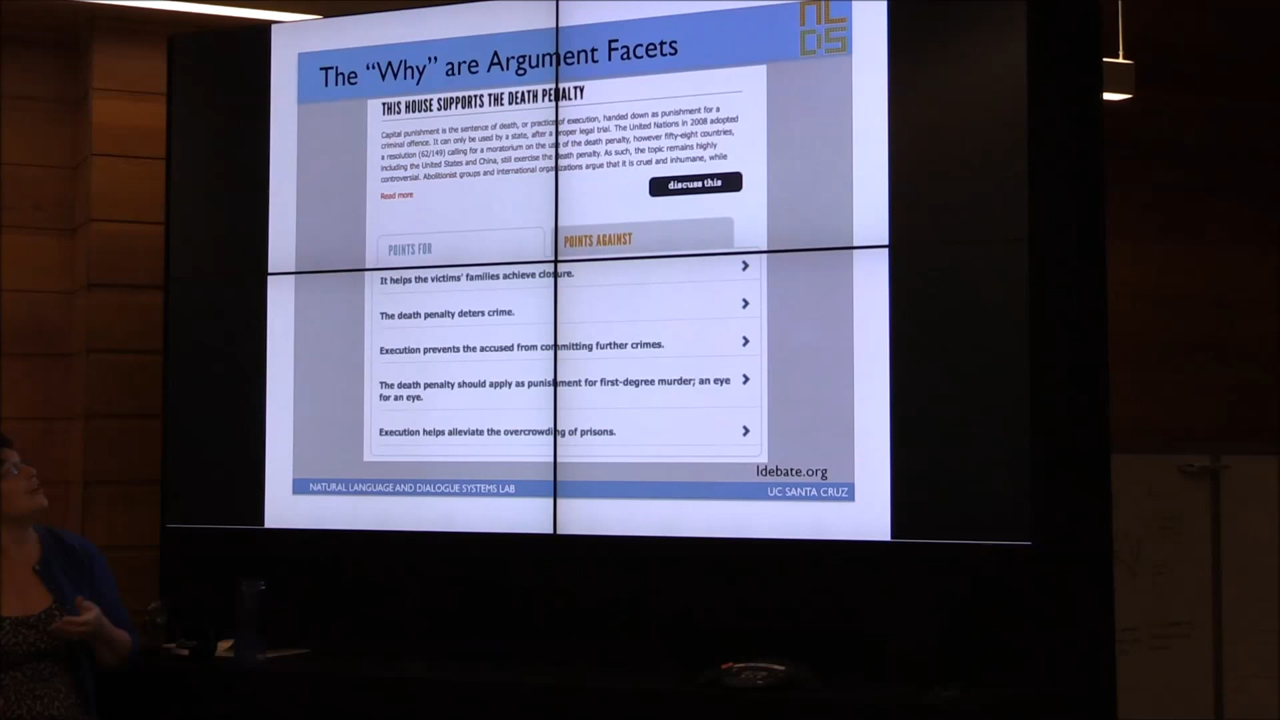 NL
DS
The “Why” are Argument Facets
THIS HOUSE SUPPORTS THE DEATH PENALTY
Capital punishment is the sentence of death, or practice of execution, handed down as punishment for a
criminal offence. It can only be used by a state, after a proper legal trial. The United Nations in 2008 adopted
a resolution (62/149) calling for a moratorium on the use of the death penalty, however fifty-eight countries,
including the United States and China, still exercise the death penalty. As such, the topic remains highly
controversial. Abolitionist groups and international organizations argue that it is cruel and inhumane, while
Read more
discuss this
POINTS FOR
POINTS AGAINST
It helps the victims' families achieve closure.
The death penalty deters crime.
Execution prevents the accused from committing further crimes.
The death penalty should apply as punishment for first-degree murder; an eye
for an eye.
Execution helps alleviate the overcrowding of prisons.
Idebate.org
NATURAL LANGUAGE AND DIALOGUE SYSTEMS LAB
UC SANTA CRUZ